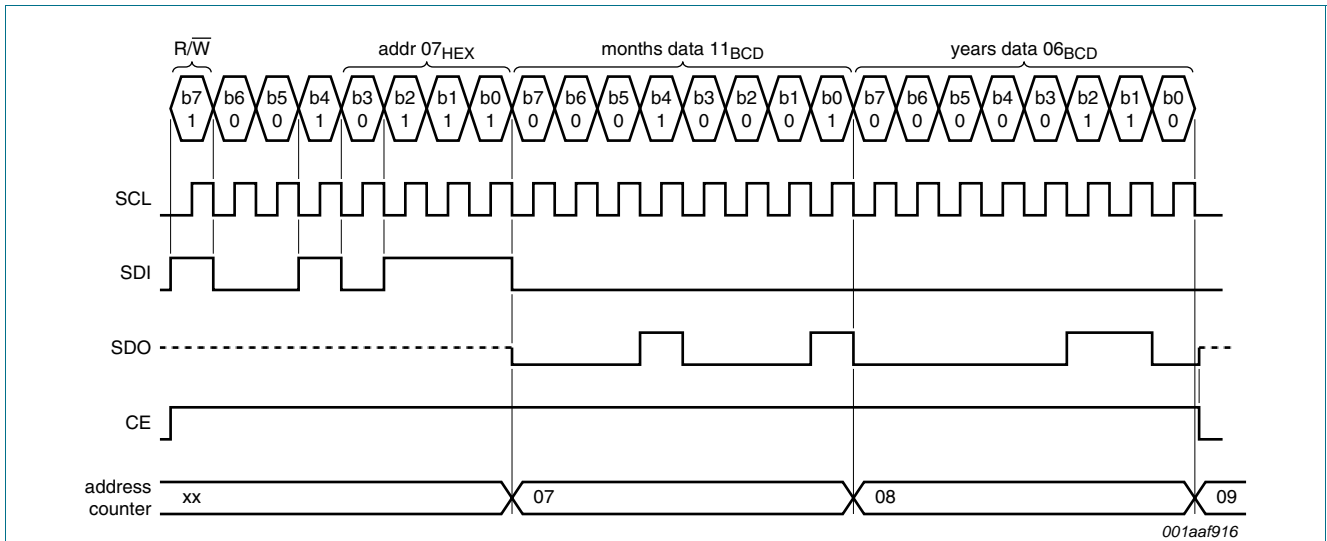 R/W addr 07HEX months data 11BCD years data 06BCD
b7 b6 b5 b4 b3 b2 b1 b0 b7 b6 b5 b4 b3 b2 b1 b0 b7 b6 b5 b4 b3 b2 b1 b0
1 0 0 1 0 1 1 1 0 0 0 1 0 0 0 1 0 0 0 0 0 1 1 0
SCL
SDI
SDO
CE
address
counter
xx 07 08 09
001aaf916